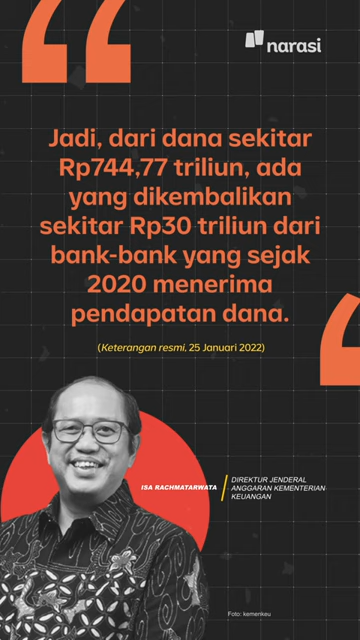 narasi
Jadi, dari dana sekitar
Rp744,77 triliun, ada
yang dikembalikan
sekitar Rp30 triliun dari
bank-bank yang sejak
2020 menerima
pendapatan dana.
(Keterangan resmi, 25 Januari 2022)
ISA RACHMATARWATA
DIREKTUR JENDERAL
ANGGARAN KEMENTERIAN
KEUANGAN
Foto: kemenkeu